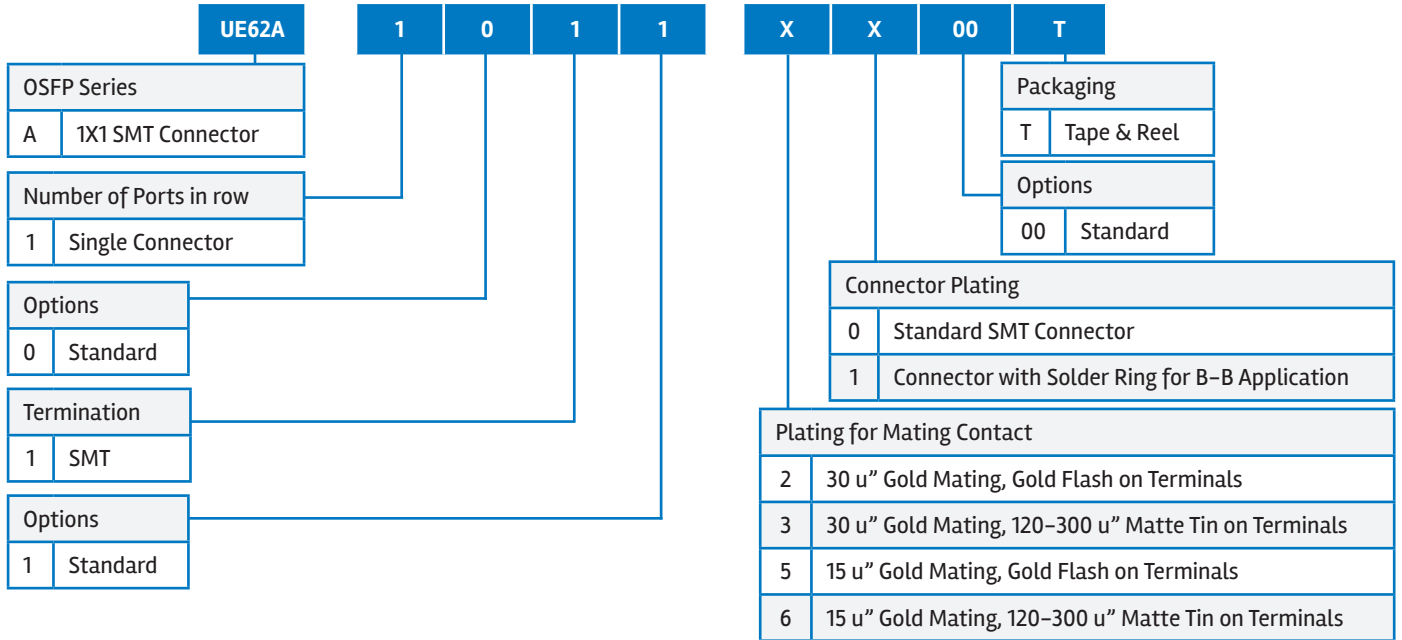 UE62A 1 0 1 1 X X 00 T
OSFP Series
A 1X1 SMT Connector
Number of Ports in row
1 Single Connector
Options
0 Standard
Termination
1 SMT
Options
1 Standard
Packaging
T Tape & Reel
Options
00 Standard
Connector Plating
0 Standard SMT Connector
1 Connector with Solder Ring for B–B Application
Plating for Mating Contact
2 30 u” Gold Mating, Gold Flash on Terminals
3 30 u” Gold Mating, 120–300 u” Matte Tin on Terminals
5 15 u” Gold Mating, Gold Flash on Terminals
6 15 u” Gold Mating, 120–300 u” Matte Tin on Terminals